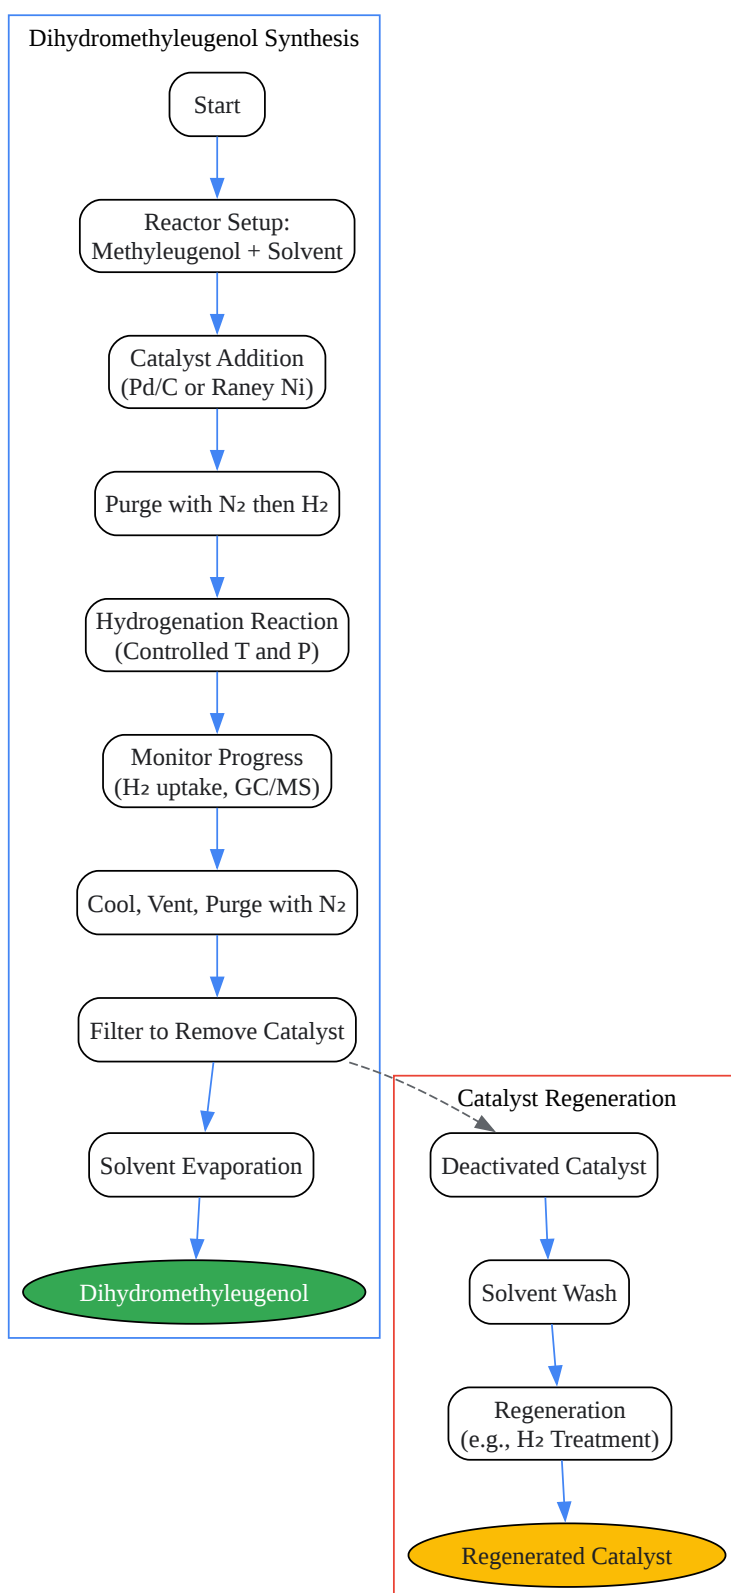 Dihydromethyleugenol Synthesis
Start
Reactor Setup:
Methyleugenol + Solvent
Catalyst Addition
(Pd/C or Raney Ni)
Purge with N₂ then H₂
Hydrogenation Reaction
(Controlled T and P)
Monitor Progress
(H₂ uptake, GC/MS)
Cool, Vent, Purge with N₂
Filter to Remove Catalyst
Solvent Evaporation
Dihydromethyleugenol
Catalyst Regeneration
Deactivated Catalyst
Solvent Wash
Regeneration
(e.g., H₂ Treatment)
Regenerated Catalyst